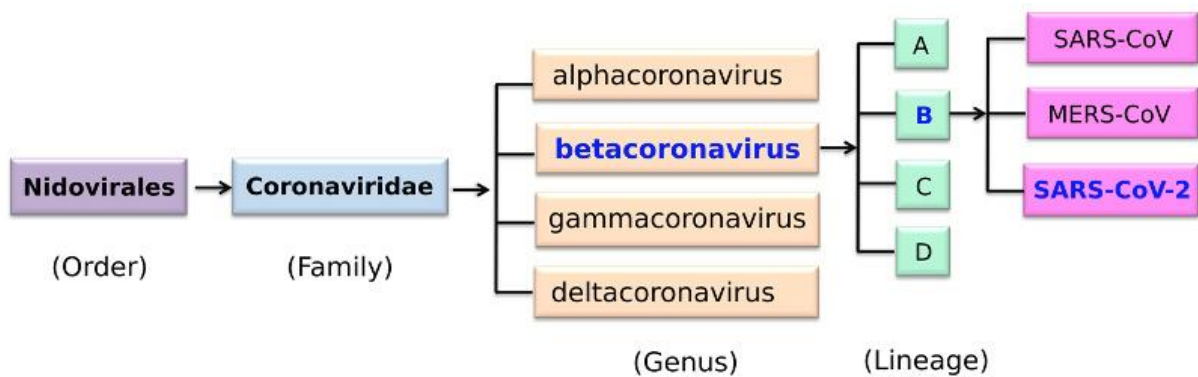 Nidovirales
(Order)
Coronaviridae
(Family)
alphacoronavirus
betacoronavirus
gammacoronavirus
deltacoronavirus
(Genus)
A
B
C
D
(Lineage)
SARS-CoV
MERS-CoV
SARS-CoV-2